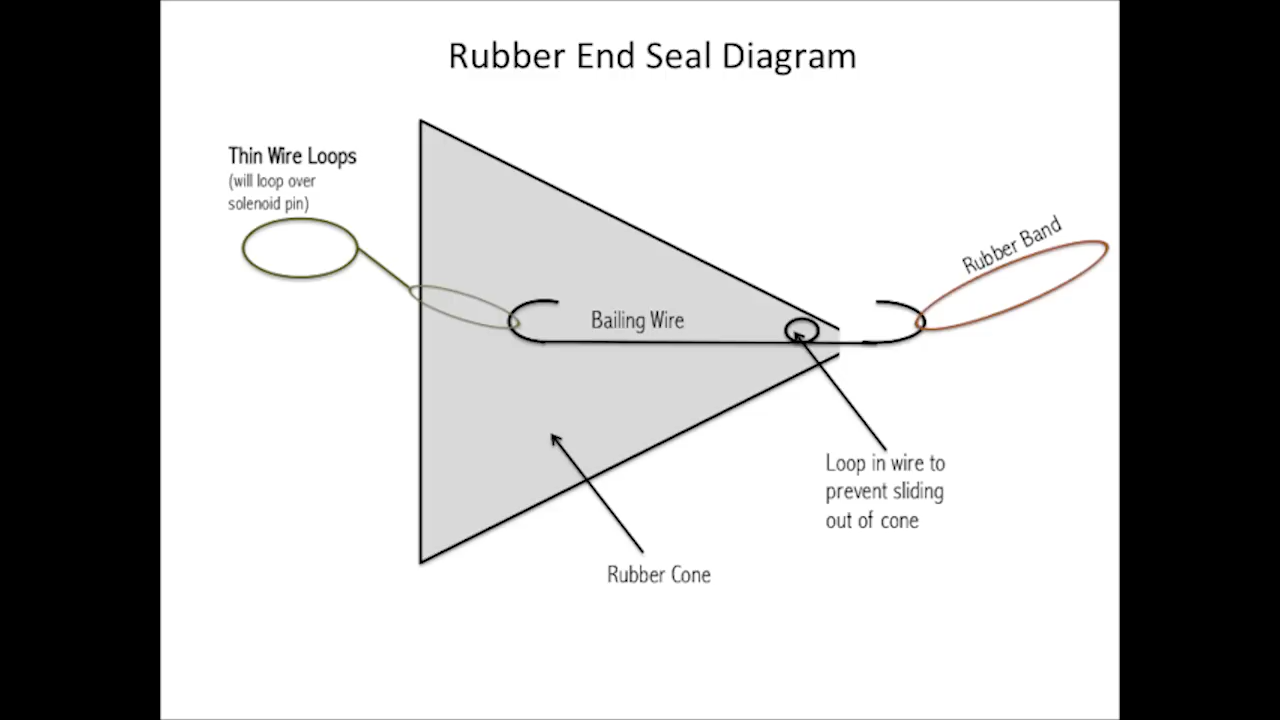 Rubber End Seal Diagram
Thin Wire Loops
(will loop over
solenoid pin)
Rubber Band
Bailing Wire
Loop in wire to
prevent sliding
out of cone
Rubber Cone